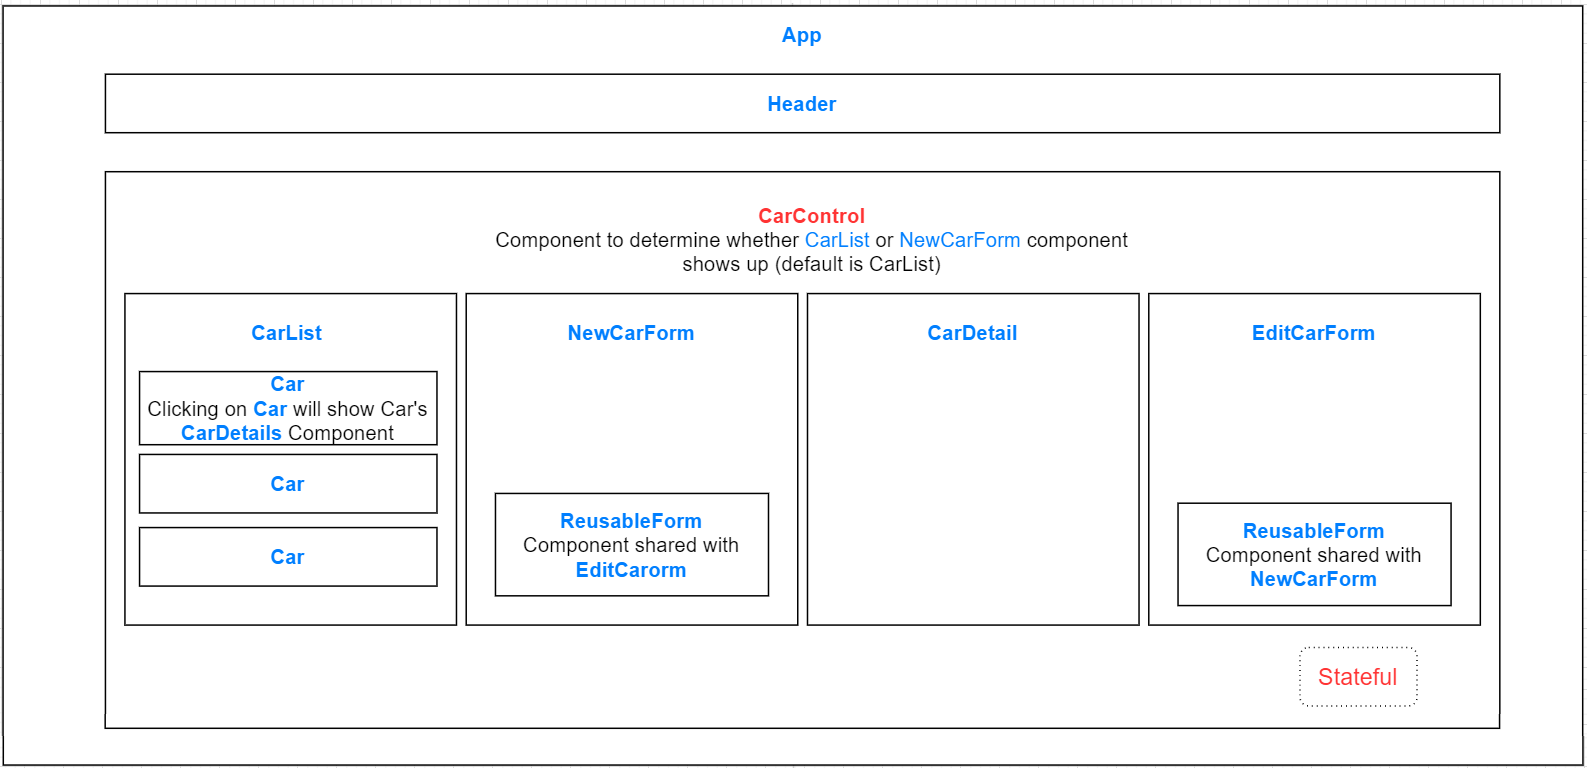 App
Header
CarControl
Component to determine whether CarList or NewCarForm component
shows up (default is CarList)
CarList
Car
Clicking on Car will show Car's
CarDetails Component
Car
Car
NewCarForm
ReusableForm
Component shared with
EditCarorm
CarDetail
EditCarForm
ReusableForm
Component shared with
NewCarForm
Stateful